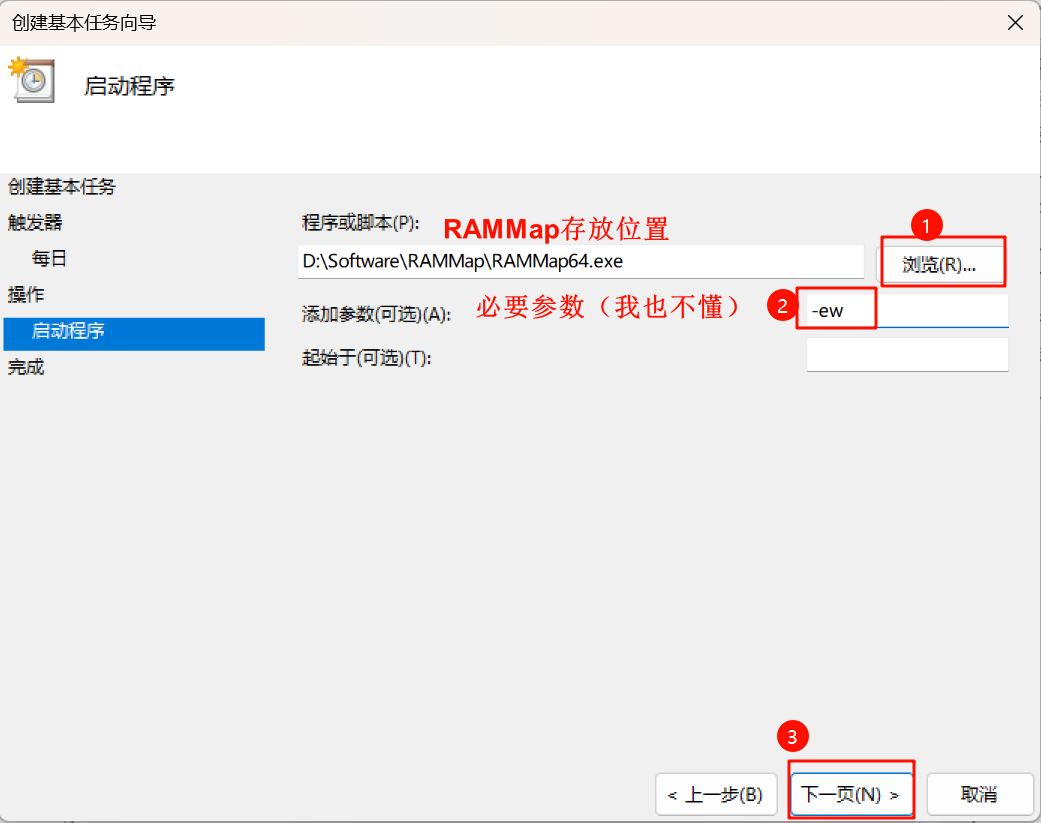 创建基本任务向导
启动程序
创建基本任务
触发器
每日
操作
启动程序
完成
程序或脚本(P):
RAMMap存放位置
1
D:\Software\RAMMap\RAMMap64.exe
浏览(R)...
添加参数(可选)(A):
必要参数（我也不懂）
2
-ew
起始于(可选)(T):
3
< 上一步(B)
下一页(N) >
取消